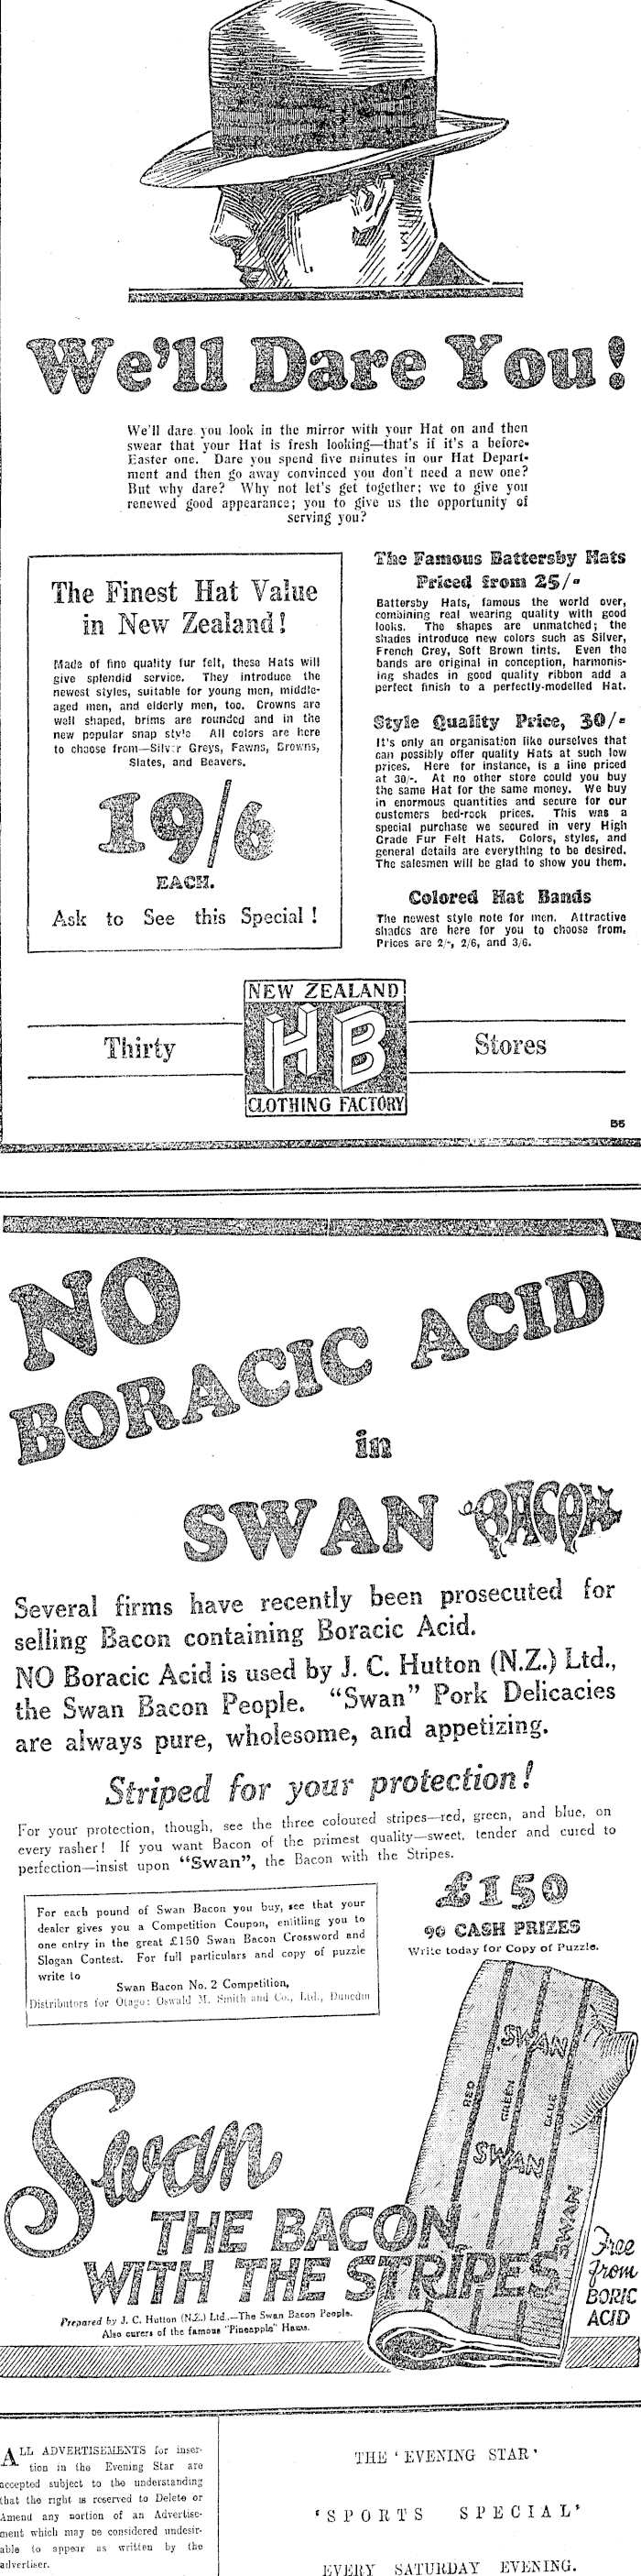 We'll Dare You!
We'll dare you look in the mirror with your Hat on and then
swear that your Hat is fresh looking—that's if it's a before-
Easter one. Dare you spend five minutes in our Hat Depart-
ment and then go away convinced you don't need a new one?
But why dare? Why not let's get together; we to give you
renewed good appearance; you to give us the opportunity of
serving you?
The Finest Hat Value
in New Zealand!
Made of fine quality fur felt, these Hats will
give splendid service. They introduce the
newest styles, suitable for young men, middle-
aged men, and elderly men, too. Crowns are
well shaped, brims are rounded and in the
new popular snap style All colors are here
to choose from—Silver Greys, Fawns, Browns,
Slates, and Beavers.
19/6
EACH.
Ask to See this Special!
The Famous Battersby Hats
Priced from 25/-
Battersby Hats, famous the world over,
combining real wearing quality with good
looks. The shapes are unmatched; the
shades introduce new colors such as Silver,
French Grey, Soft Brown tints. Even the
bands are original in conception, harmonis-
ing shades in good quality ribbon add a
perfect finish to a perfectly-modelled Hat.
Style Quality Price, 30/-
It's only an organisation like ourselves that
can possibly offer quality Hats at such low
prices. Here for instance, is a line priced
at 30/-. At no other store could you buy
the same Hat for the same money. We buy
in enormous quantities and secure for our
customers bed-rock prices. This was a
special purchase we secured in very High
Grade Fur Felt Hats. Colors, styles, and
general details are everything to be desired.
The salesmen will be glad to show you them.
Colored Hat Bands
The newest style note for men. Attractive
shades are here for you to choose from.
Prices are 2/-, 2/6, and 3/6.
Thirty
NEW ZEALAND
HB
CLOTHING FACTORY
Stores
B5
NO
BORACIC ACID
in
SWAN BACON
Several firms have recently been prosecuted for
selling Bacon containing Boracic Acid.
NO Boracic Acid is used by J. C. Hutton (N.Z.) Ltd.,
the Swan Bacon People. "Swan" Pork Delicacies
are always pure, wholesome, and appetizing.
Striped for your protection!
For your protection, though, see the three coloured stripes—red, green, and blue, on
every rasher! If you want Bacon of the primest quality—sweet, tender and cured to
perfection—insist upon "Swan", the Bacon with the Stripes.
For each pound of Swan Bacon you buy, see that your
dealer gives you a Competition Coupon, entitling you to
one entry in the great £150 Swan Bacon Crossword and
Slogan Contest. For full particulars and copy of puzzle
write to
Swan Bacon No. 2 Competition,
Distributors for Otago: Oswald M. Smith and Co., Ltd., Dunedin
£150
90 CASH PRIZES
Write today for Copy of Puzzle.
SWAN
RED
GREEN
BLUE
SWAN
SWAN
Swan
THE BACON
WITH THE STRIPES
Free
from
BORIC
ACID
Prepared by J. C. Hutton (N.Z.) Ltd.—The Swan Bacon People.
Also curers of the famous "Pineapple" Hams.
ALL ADVERTISEMENTS for inser-
tion in the Evening Star are
accepted subject to the understanding
that the right is reserved to Delete or
Amend any portion of an Advertise-
ment which may be considered undesir-
able to appear as written by the
advertiser.
THE 'EVENING STAR'
'SPORTS SPECIAL'
EVERY SATURDAY EVENING.